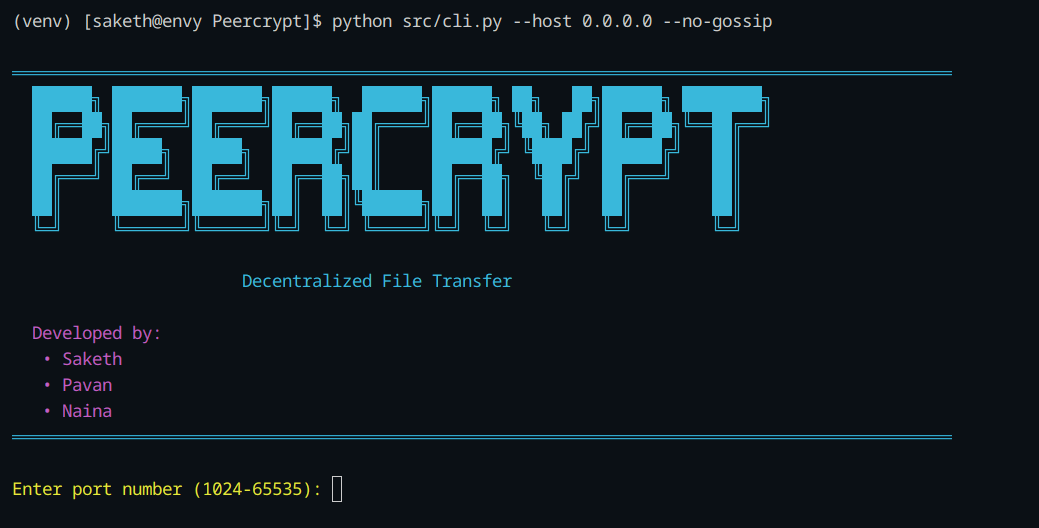 (venv) [saketh@envy Peercrypt]$ python src/cli.py --host 0.0.0.0 --no-gossip
PEERCRYPT
Decentralized File Transfer
Developed by:
• Saketh
• Pavan
• Naina
Enter port number (1024-65535):